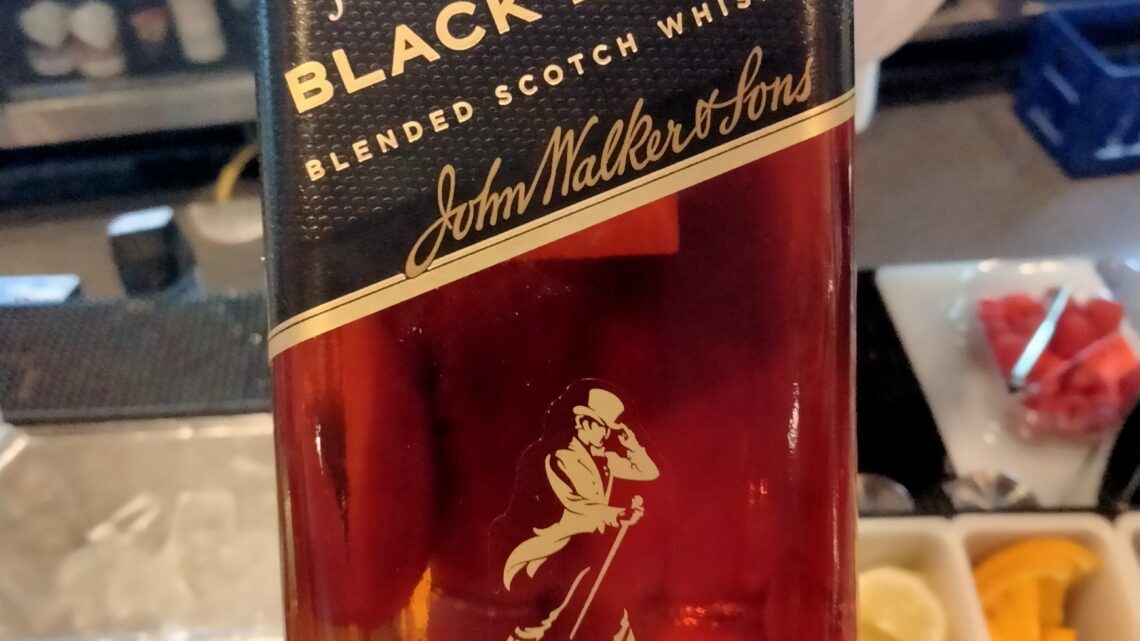 BLACK
BLENDED SCOTCH
John Walker & Sons